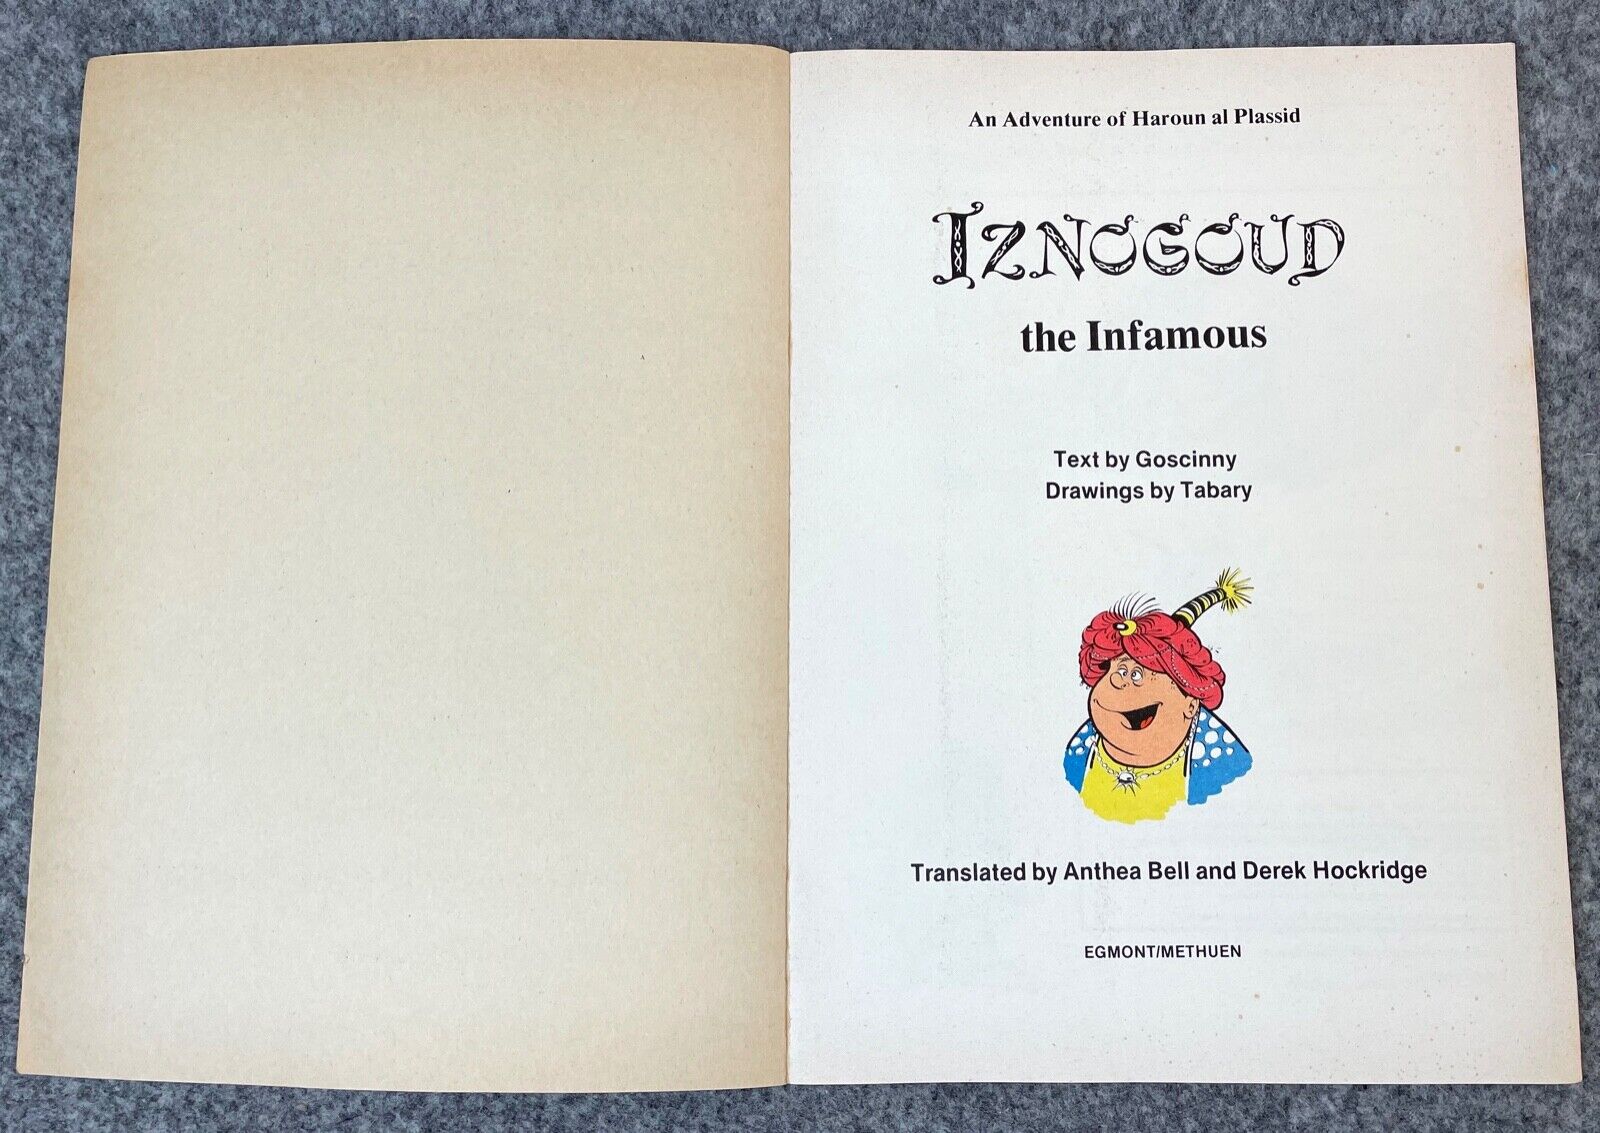 An Adventure of Haroun al Plassid
IZNOGOUD
the Infamous
Text by Goscinny
Drawings by Tabary
Translated by Anthea Bell and Derek Hockridge
EGMONT/METHUEN